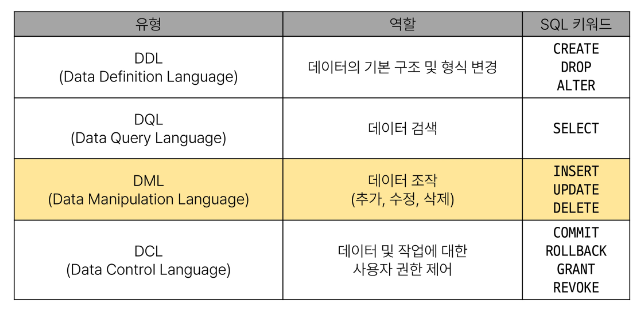 유형 역할 SQL 키워드
DDL
(Data Definition Language)
데이터의 기본 구조 및 형식 변경
CREATE
DROP
ALTER
DQL
(Data Query Language)
데이터 검색
SELECT
DML
(Data Manipulation Language)
데이터 조작
(추가, 수정, 삭제)
INSERT
UPDATE
DELETE
DCL
(Data Control Language)
데이터 및 작업에 대한
사용자 권한 제어
COMMIT
ROLLBACK
GRANT
REVOKE